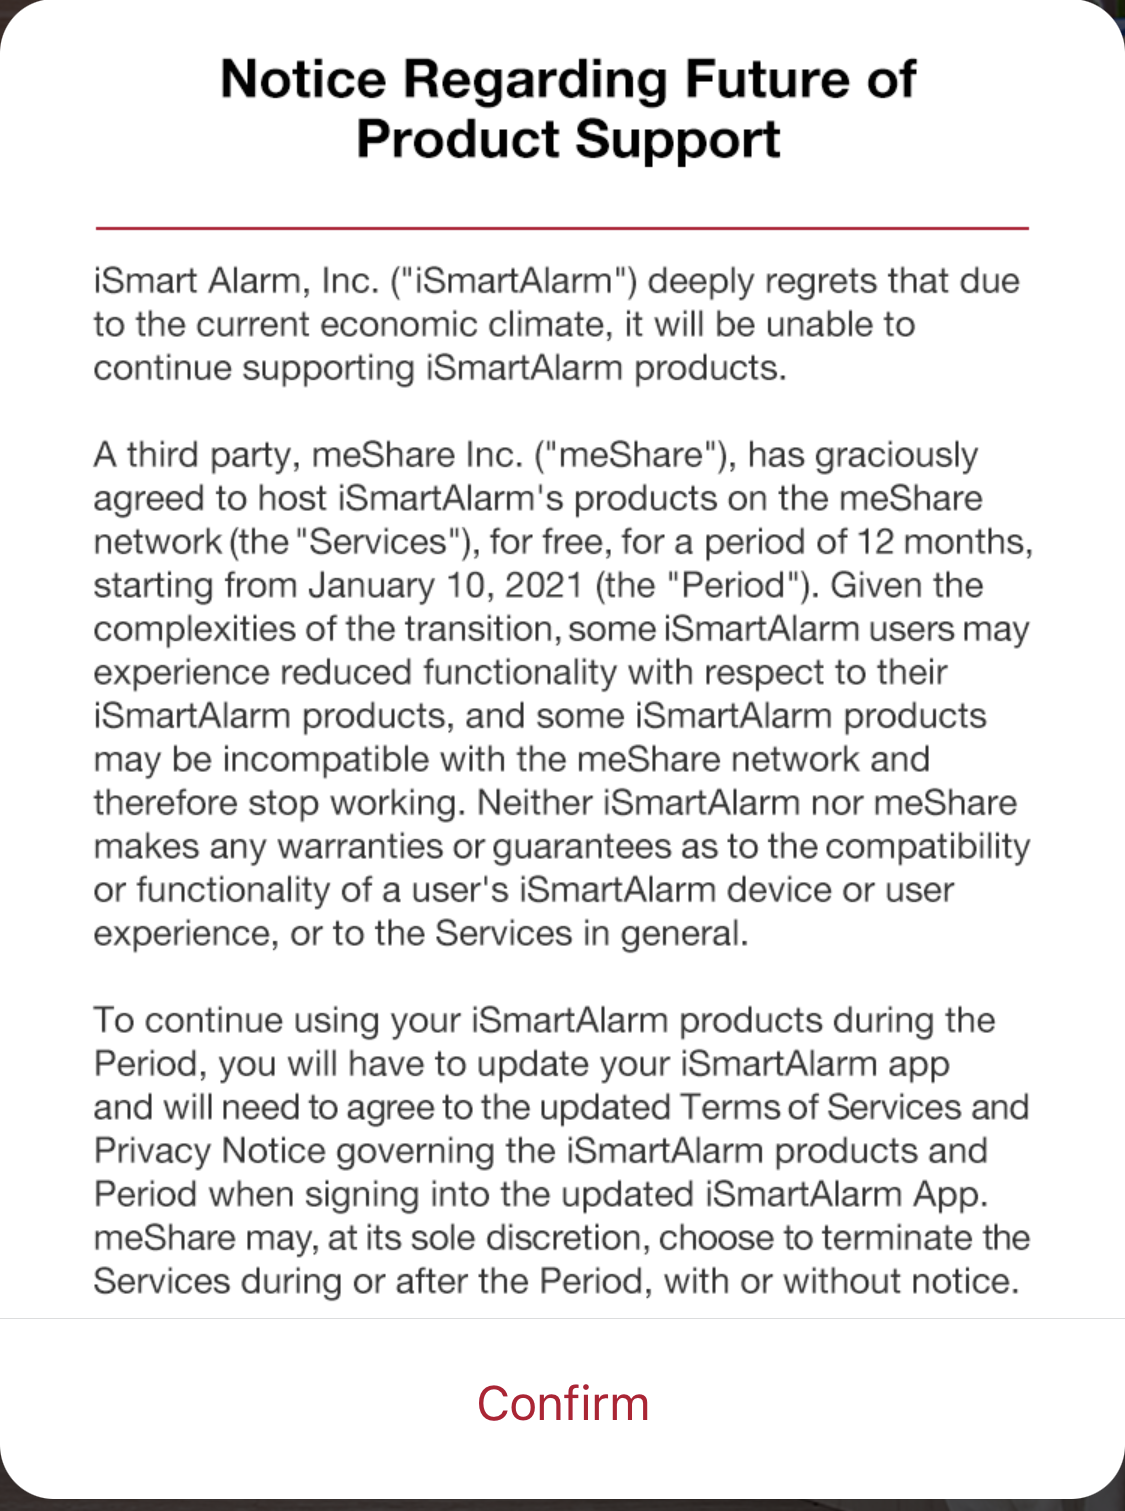 Notice Regarding Future of
Product Support
iSmart Alarm, Inc. ("iSmartAlarm") deeply regrets that due
to the current economic climate, it will be unable to
continue supporting iSmartAlarm products.
A third party, meShare Inc. ("meShare"), has graciously
agreed to host iSmartAlarm's products on the meShare
network (the "Services"), for free, for a period of 12 months,
starting from January 10, 2021 (the "Period"). Given the
complexities of the transition, some iSmartAlarm users may
experience reduced functionality with respect to their
iSmartAlarm products, and some iSmartAlarm products
may be incompatible with the meShare network and
therefore stop working. Neither iSmartAlarm nor meShare
makes any warranties or guarantees as to the compatibility
or functionality of a user's iSmartAlarm device or user
experience, or to the Services in general.
To continue using your iSmartAlarm products during the
Period, you will have to update your iSmartAlarm app
and will need to agree to the updated Terms of Services and
Privacy Notice governing the iSmartAlarm products and
Period when signing into the updated iSmartAlarm App.
meShare may, at its sole discretion, choose to terminate the
Services during or after the Period, with or without notice.
Confirm